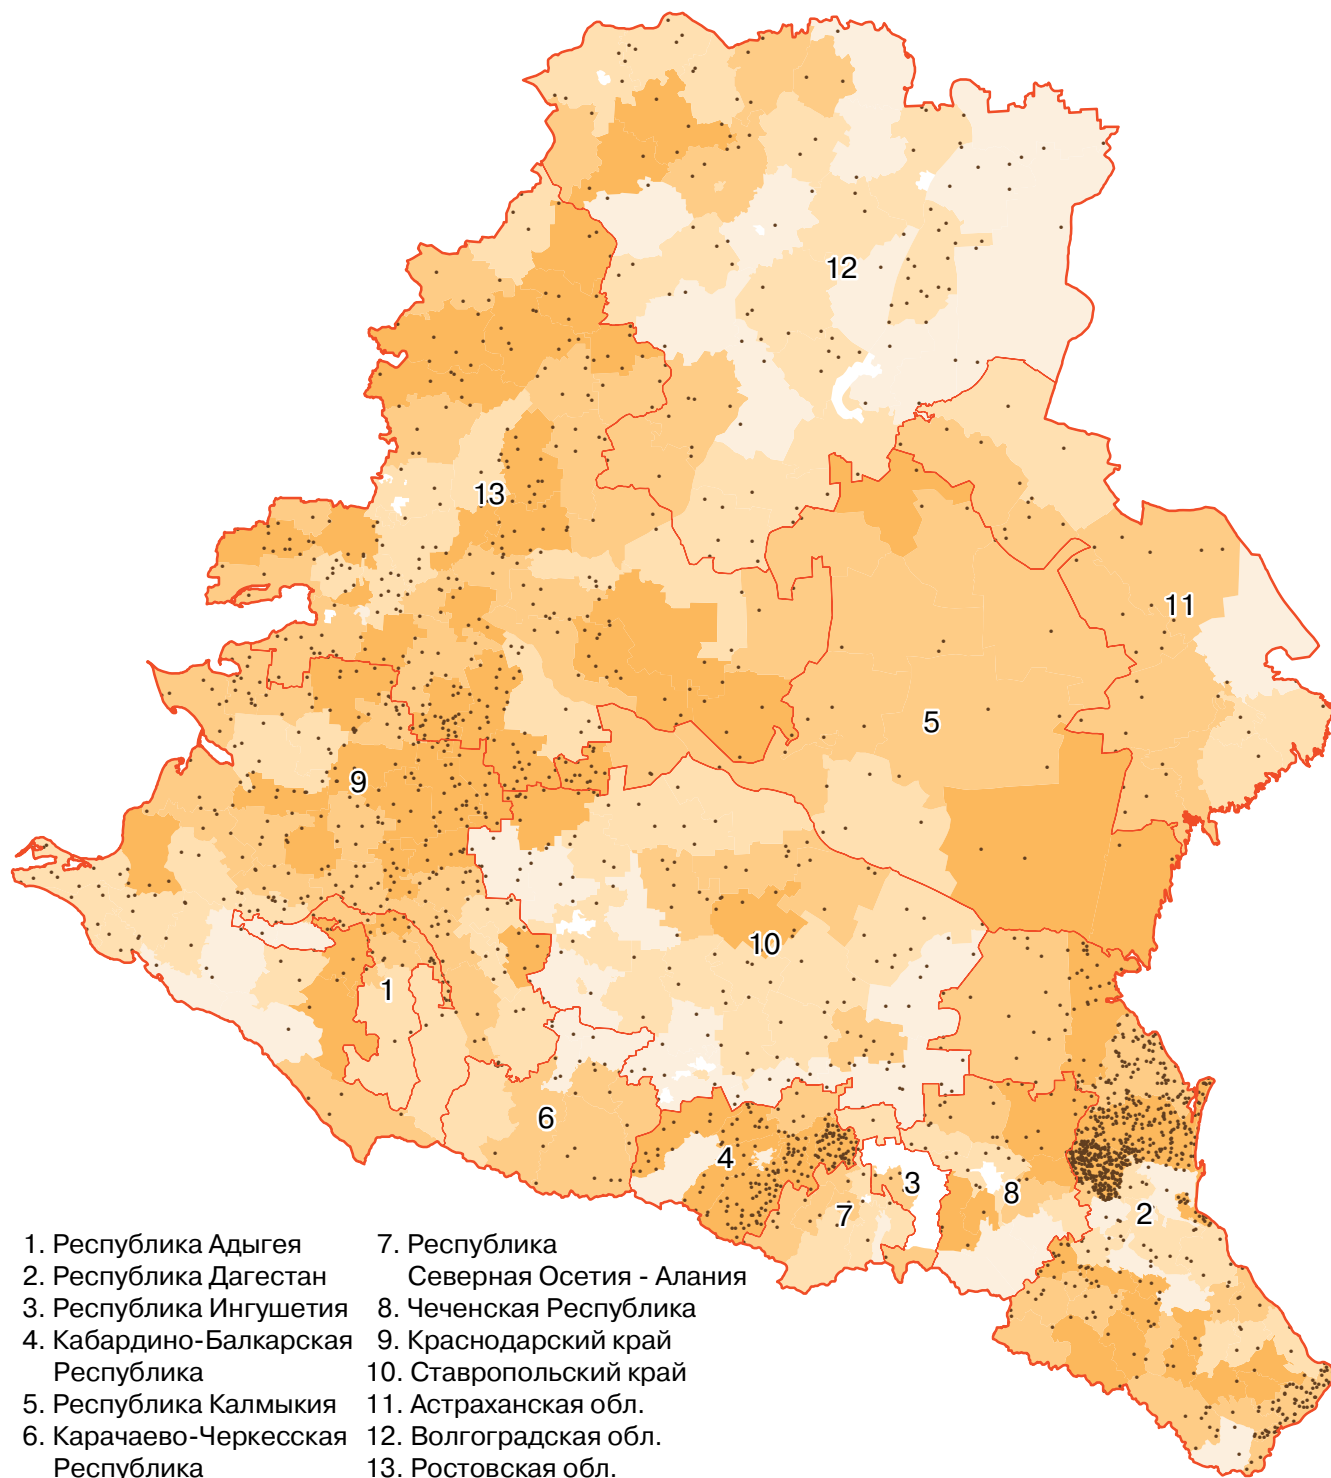 12
13
11
5
9
10
1
6
4
3
8
7
2
1. Республика Адыгея
2. Республика Дагестан
3. Республика Ингушетия
4. Кабардино-Балкарская
Республика
5. Республика Калмыкия
6. Карачаево-Черкесская
Республика
7. Республика
Северная Осетия - Алания
8. Чеченская Республика
9. Краснодарский край
10. Ставропольский край
11. Астраханская обл.
12. Волгоградская обл.
13. Ростовская обл.